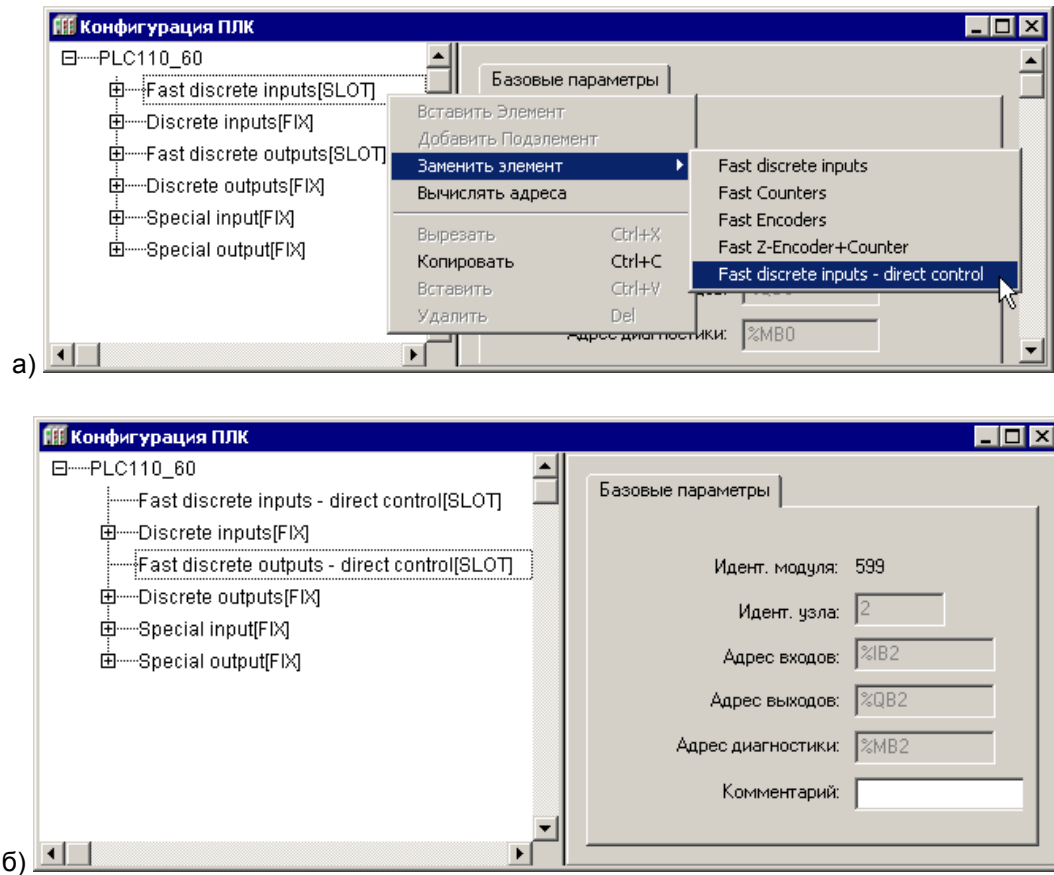 Конфигурация ПЛК
PLC110_60
Fast discrete inputs[SLOT]
Discrete inputs[FIX]
Fast discrete outputs[SLOT]
Discrete outputs[FIX]
Special input[FIX]
Special output[FIX]
Базовые параметры
Вставить Элемент
Добавить Подэлемент
Заменить элемент
Вычислять адреса
Вырезать Ctrl+X
Копировать Ctrl+C
Вставить Ctrl+V
Удалить Del
Fast discrete inputs
Fast Counters
Fast Encoders
Fast Z-Encoder+Counter
Fast discrete inputs - direct control
Адрес диагностики: %MB0
а)
Конфигурация ПЛК
PLC110_60
Fast discrete inputs - direct control[SLOT]
Discrete inputs[FIX]
Fast discrete outputs - direct control[SLOT]
Discrete outputs[FIX]
Special input[FIX]
Special output[FIX]
Базовые параметры
Идент. модуля: 599
Идент. узла: 2
Адрес входов: %IB2
Адрес выходов: %QB2
Адрес диагностики: %MB2
Комментарий:
б)